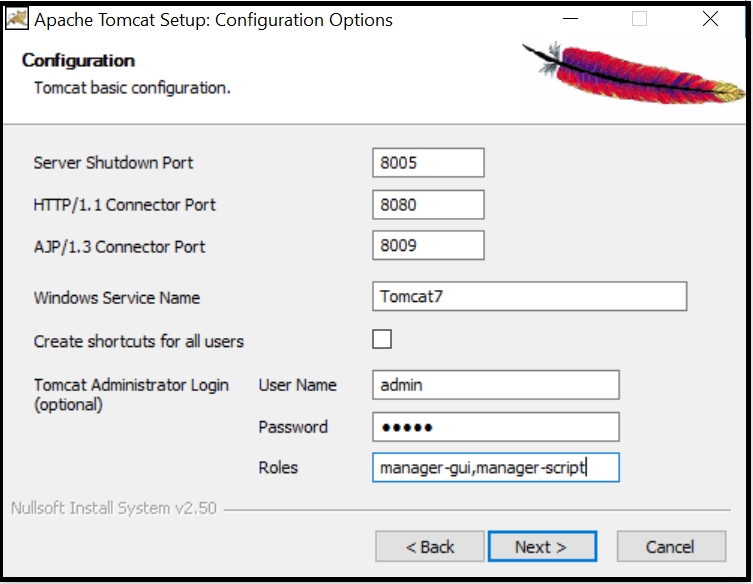 Apache Tomcat Setup: Configuration Options
Configuration
Tomcat basic configuration.
Server Shutdown Port 8005
HTTP/1.1 Connector Port 8080
AJP/1.3 Connector Port 8009
Windows Service Name Tomcat7
Create shortcuts for all users
Tomcat Administrator Login (optional)
User Name admin
Password •••••
Roles manager-gui,manager-script
Nullsoft Install System v2.50
< Back Next > Cancel